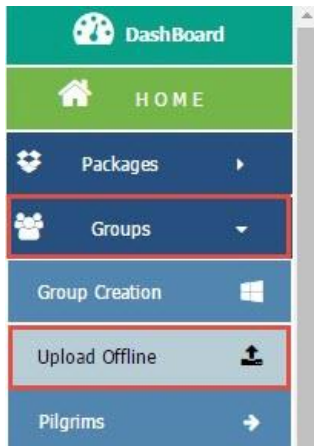 DashBoard
HOME
Packages
Groups
Group Creation
Upload Offline
Pilgrims